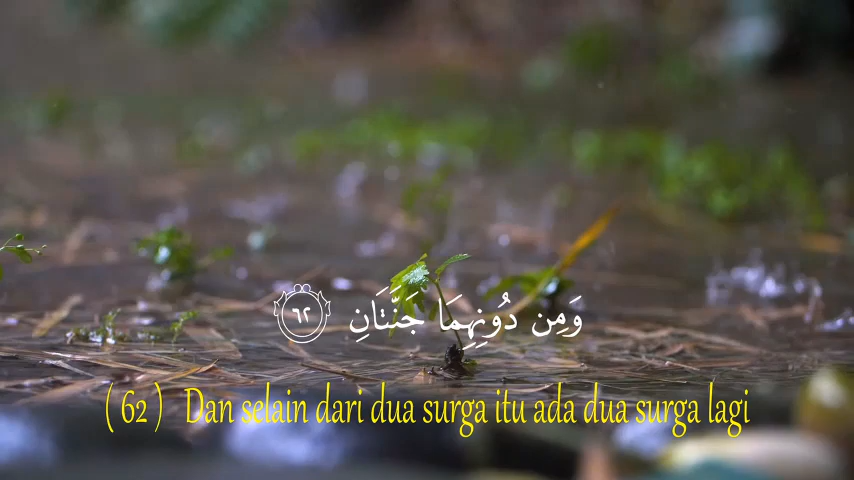 وَمِن دُونِهِمَا جَنَّتَانِ ٦٢
( 62 ) Dan selain dari dua surga itu ada dua surga lagi